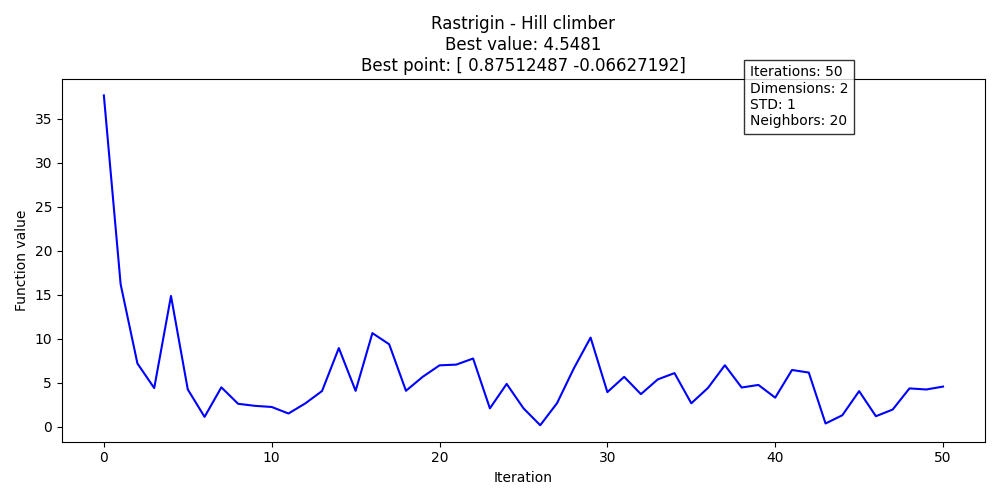 Rastrigin - Hill climber
Best value: 4.5481
Best point: [ 0.87512487 -0.06627192]
Iterations: 50
Dimensions: 2
STD: 1
Neighbors: 20
Function value
35
30
25
20
15
10
5
0
0 10 20 30 40 50
Iteration